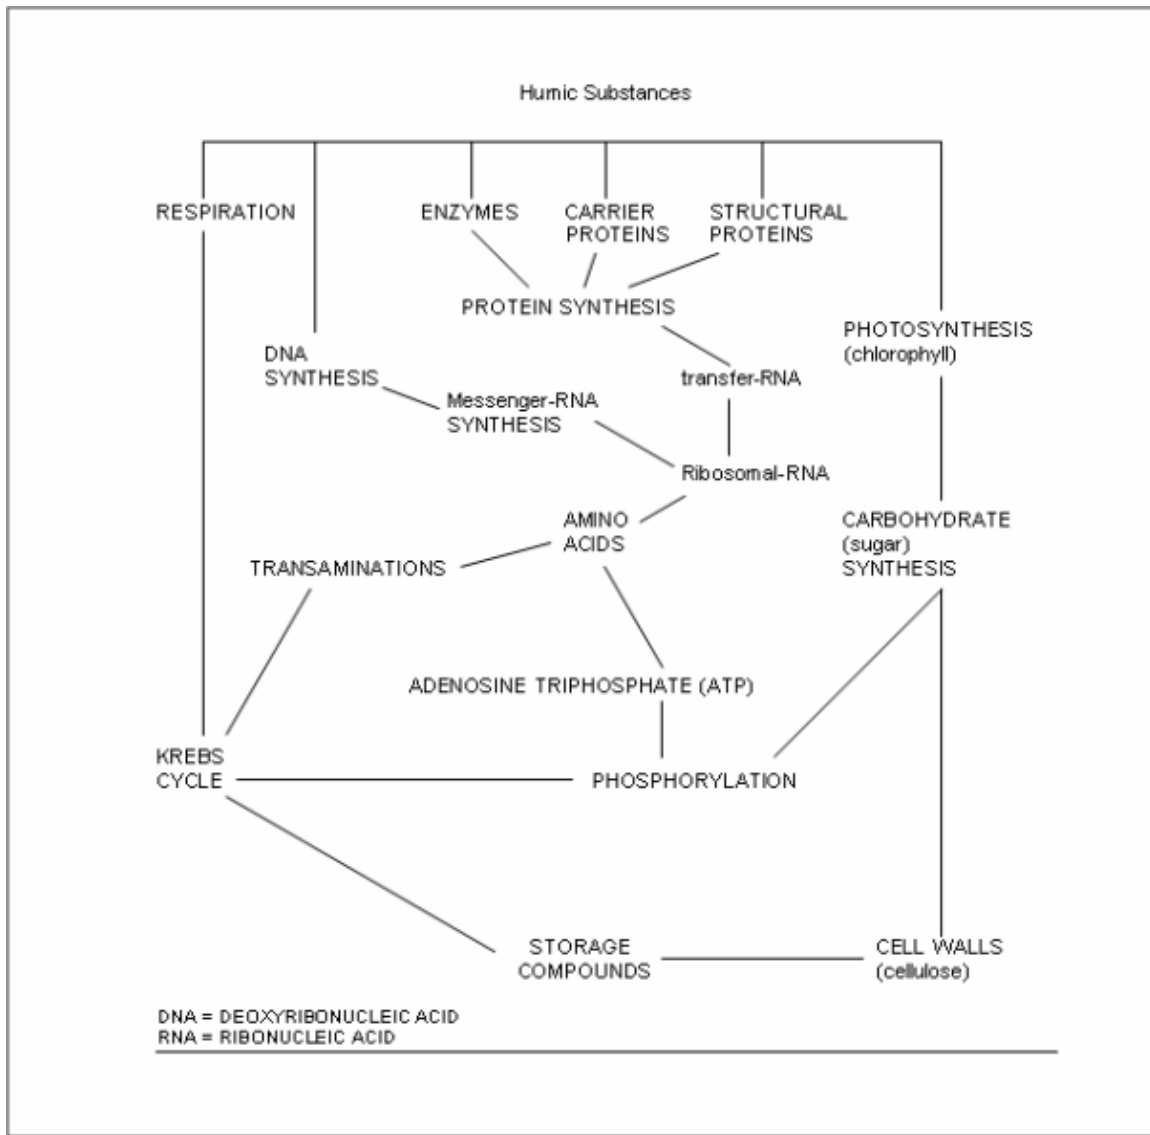 Humic Substances
RESPIRATION
ENZYMES
CARRIER
PROTEINS
STRUCTURAL
PROTEINS
PROTEIN SYNTHESIS
PHOTOSYNTHESIS
(chlorophyll)
DNA
SYNTHESIS
transfer-RNA
Messenger-RNA
SYNTHESIS
Ribosomal-RNA
AMINO
ACIDS
CARBOHYDRATE
(sugar)
SYNTHESIS
TRANSAMINATIONS
ADENOSINE TRIPHOSPHATE (ATP)
KREBS
CYCLE
PHOSPHORYLATION
STORAGE
COMPOUNDS
CELL WALLS
(cellulose)
DNA = DEOXYRIBONUCLEIC ACID
RNA = RIBONUCLEIC ACID